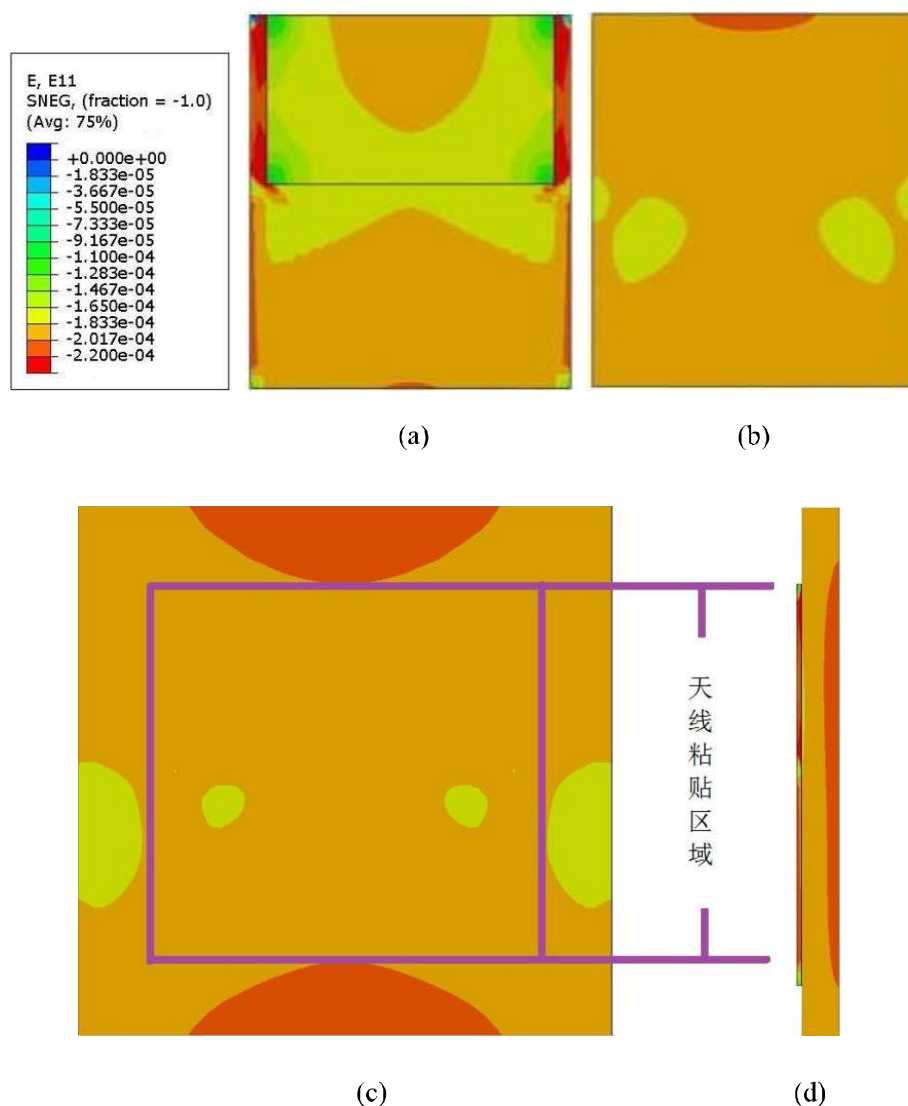 E, E11
SNEG, (fraction = -1.0)
(Avg: 75%)
+0.000e+00
-1.833e-05
-3.667e-05
-5.500e-05
-7.333e-05
-9.167e-05
-1.100e-04
-1.283e-04
-1.467e-04
-1.650e-04
-1.833e-04
-2.017e-04
-2.200e-04
(a)
(b)
天线粘贴区域
(c)
(d)